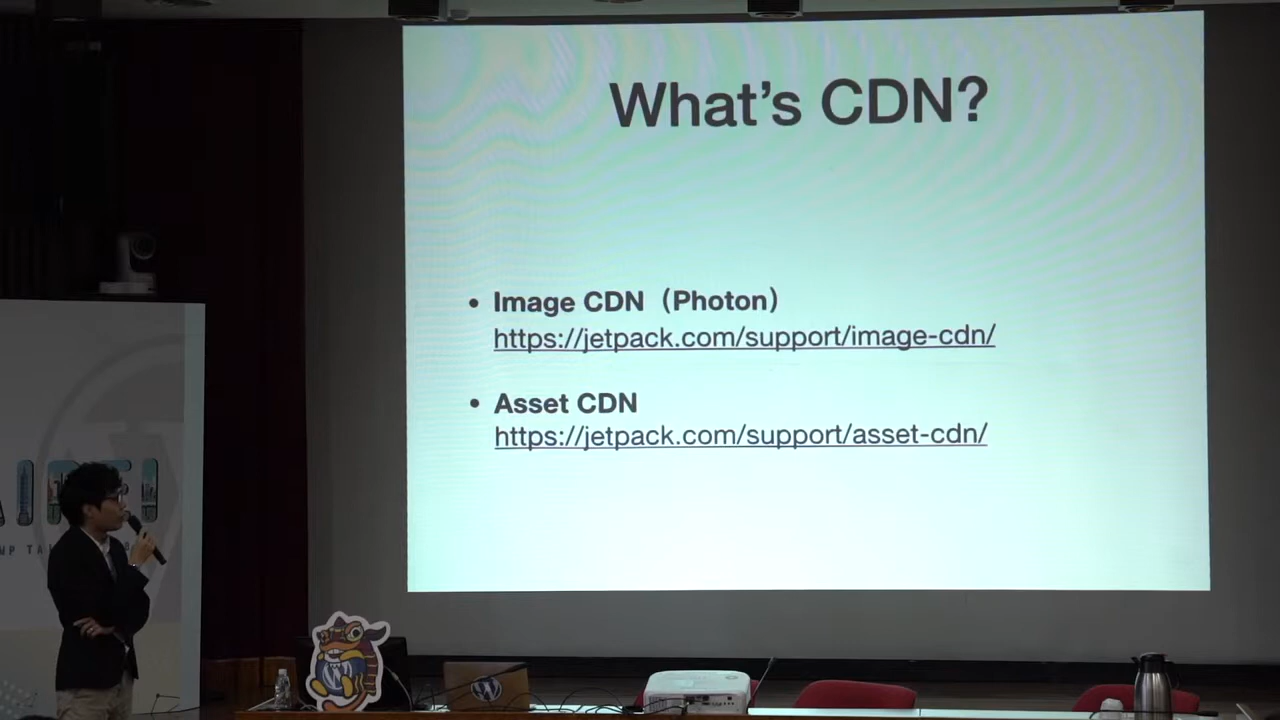 What's CDN?
• Image CDN（Photon）
https://jetpack.com/support/image-cdn/
• Asset CDN
https://jetpack.com/support/asset-cdn/